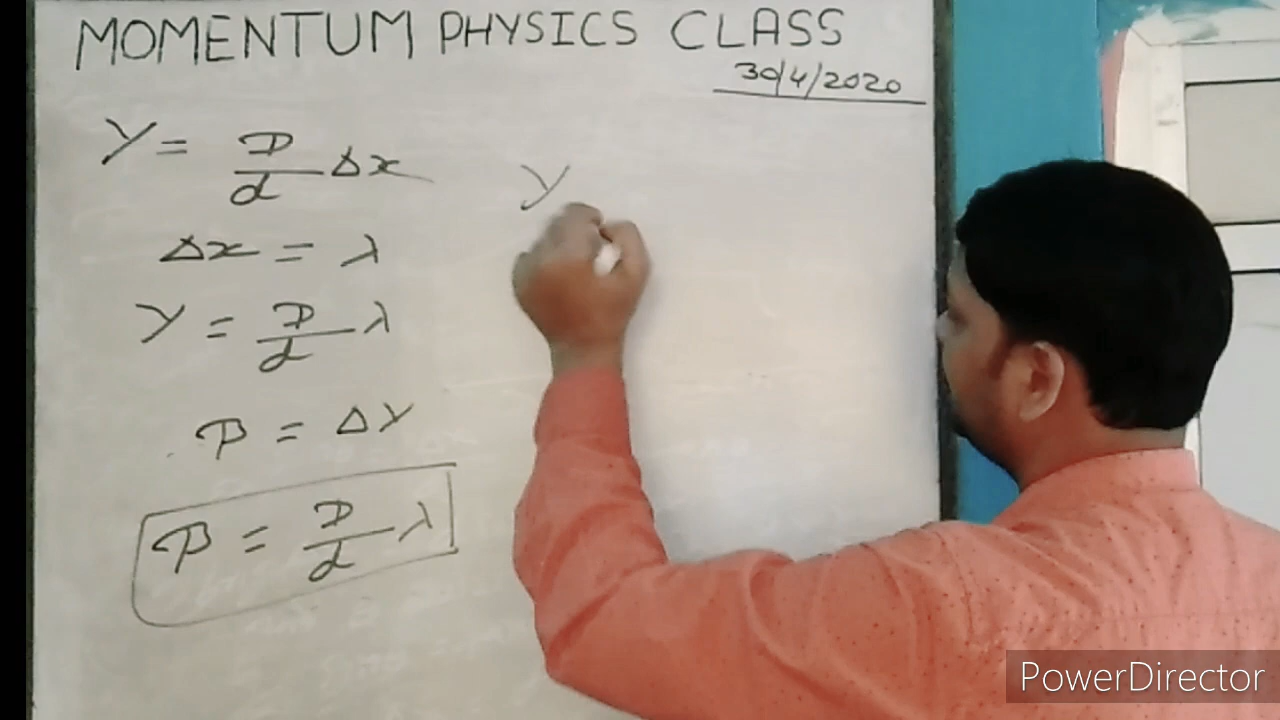 MOMENTUM PHYSICS CLASS
30/4/2020
Y = D/d Δx
Δx = λ
Y = D/d λ
β = ΔY
β = D/d λ
Y
PowerDirector